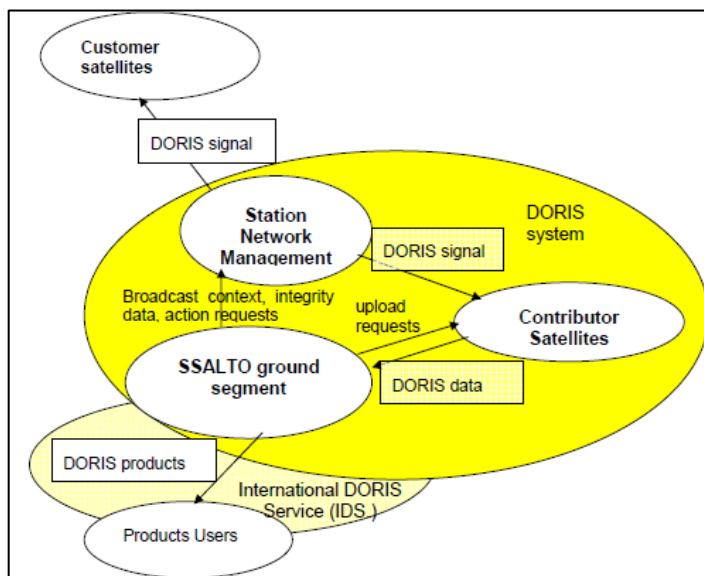 Customer
satellites
DORIS signal
Station
Network
Management
DORIS
system
DORIS signal
Broadcast context, integrity
data, action requests
upload
requests
Contributor
Satellites
SSALTO ground
segment
DORIS data
DORIS products
International DORIS
Service (IDS.)
Products Users